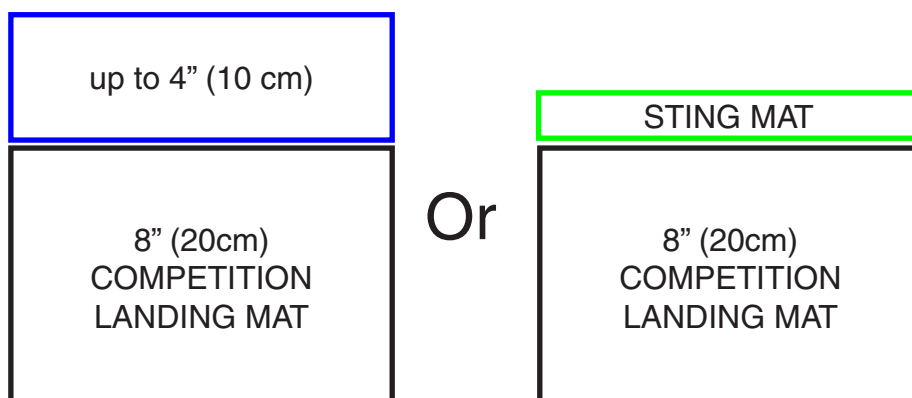 up to 4” (10 cm)
8” (20cm)
COMPETITION
LANDING MAT
Or
STING MAT
8” (20cm)
COMPETITION
LANDING MAT